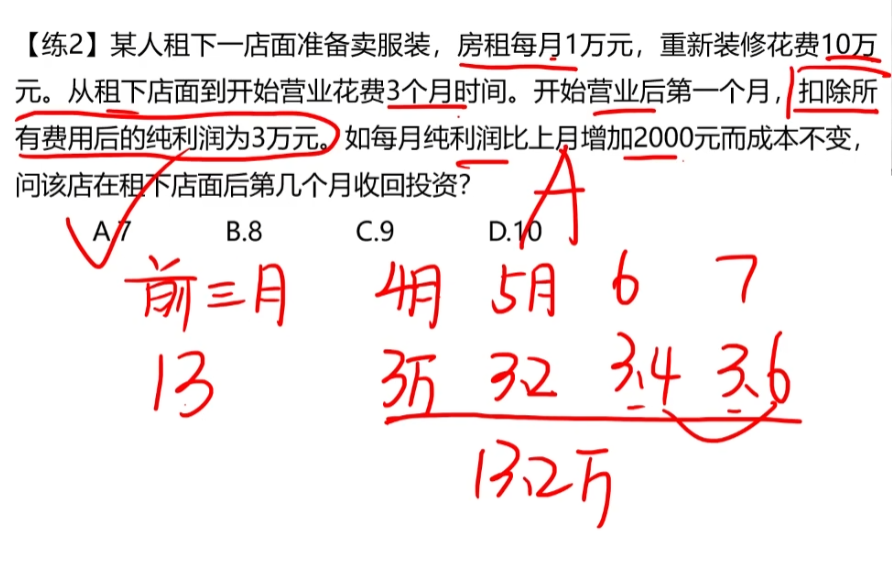 【练2】某人租下一店面准备卖服装，房租每月1万元，重新装修花费10万
元。从租下店面到开始营业花费3个月时间。开始营业后第一个月，扣除所
有费用后的纯利润为3万元。如每月纯利润比上月增加2000元而成本不变，
问该店在租下店面后第几个月收回投资？
A
A.7 B.8 C.9 D.10
前三月 4月 5月 6 7
13 3万 3.2 3.4 3.6
13.2万